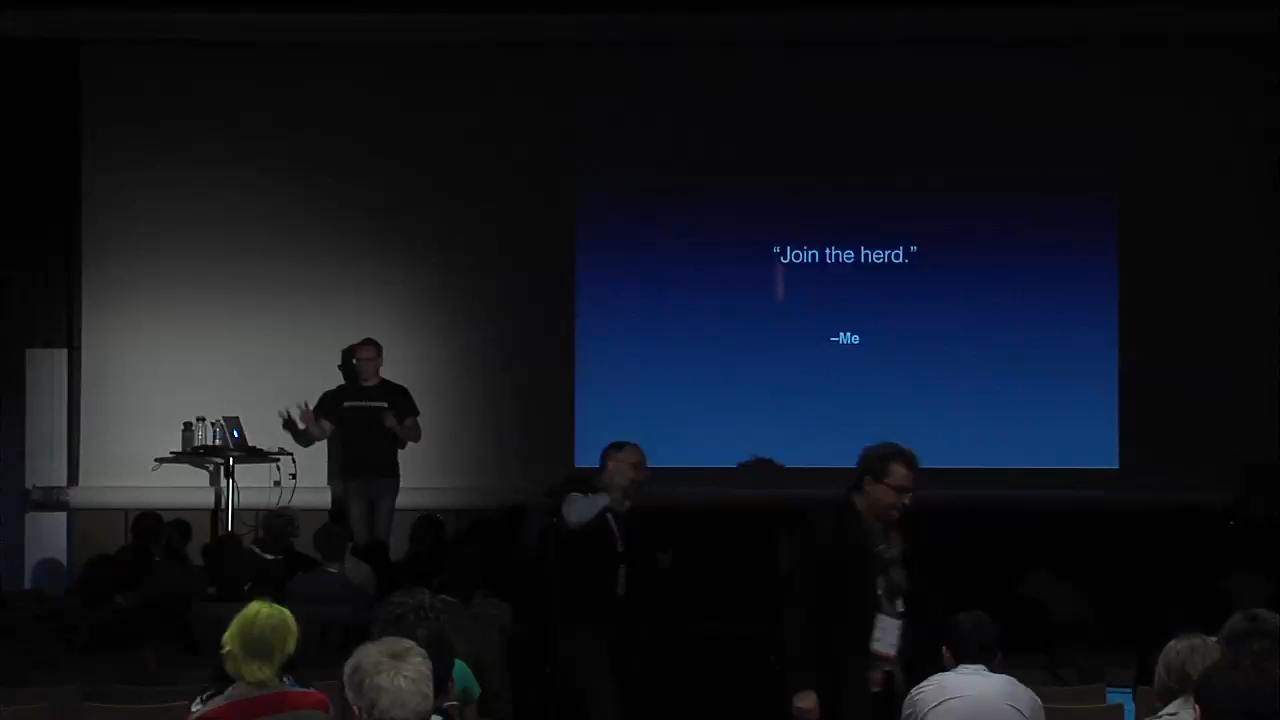 “Join the herd.”
–Me